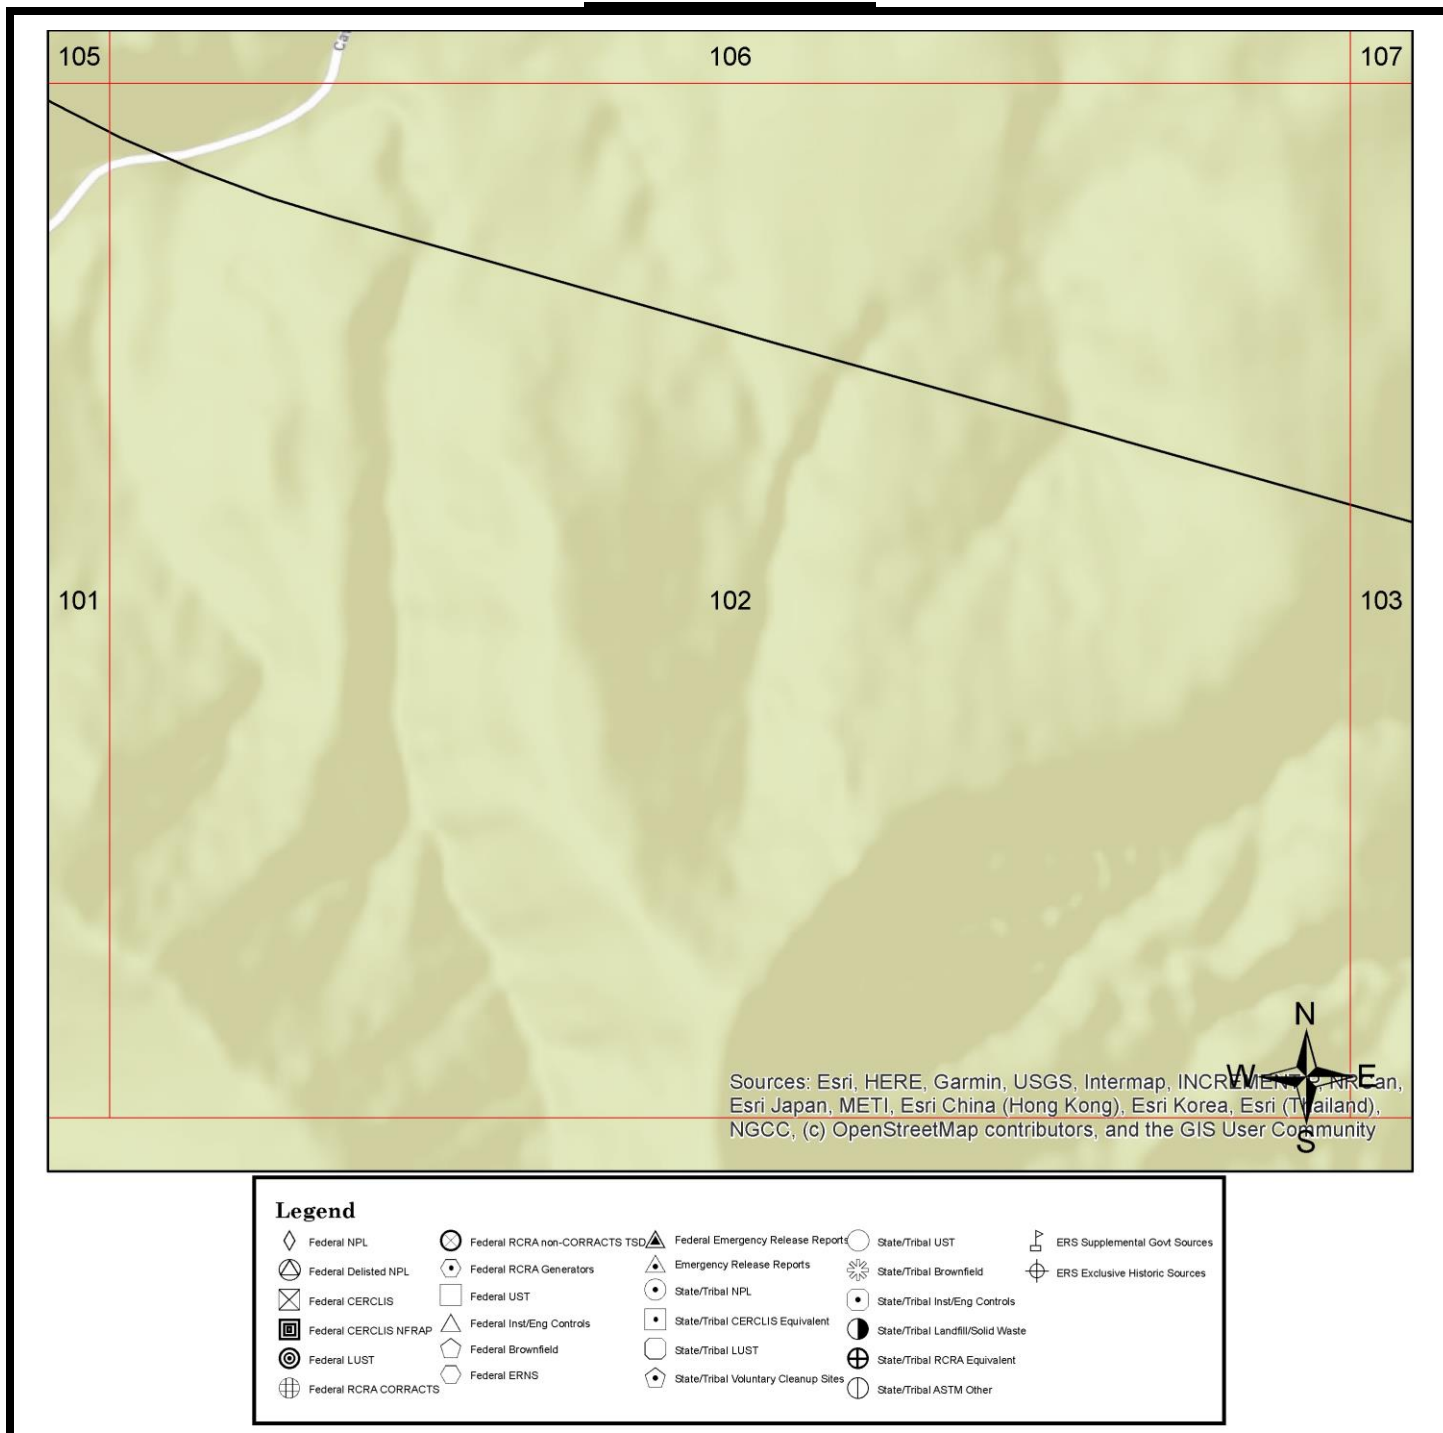 105 106 107
101 102 103
N
W E
S
Sources: Esri, HERE, Garmin, USGS, Intermap,
Esri Japan, METI, Esri China (Hong Kong), Esri Korea, Esri
NGCC, (c) OpenStreetMap contributors, and the GIS User Community
Legend
Federal NPL
Federal Delisted NPL
Federal CERCLIS
Federal CERCLIS NFRAP
Federal LUST
Federal RCRA CORRACTS
Federal RCRA non-CORRACTS TSD
Federal RCRA Generators
Federal UST
Federal Inst/Eng Controls
Federal Brownfield
Federal ERNS
Federal Emergency Release Reports
Emergency Release Reports
State/Tribal NPL
State/Tribal CERCLIS Equivalent
State/Tribal LUST
State/Tribal Voluntary Cleanup Sites
State/Tribal UST
State/Tribal Brownfield
State/Tribal Inst/Eng Controls
State/Tribal Landfill/Solid Waste
State/Tribal RCRA Equivalent
State/Tribal ASTM Other
ERS Supplemental Govt Sources
ERS Exclusive Historic Sources